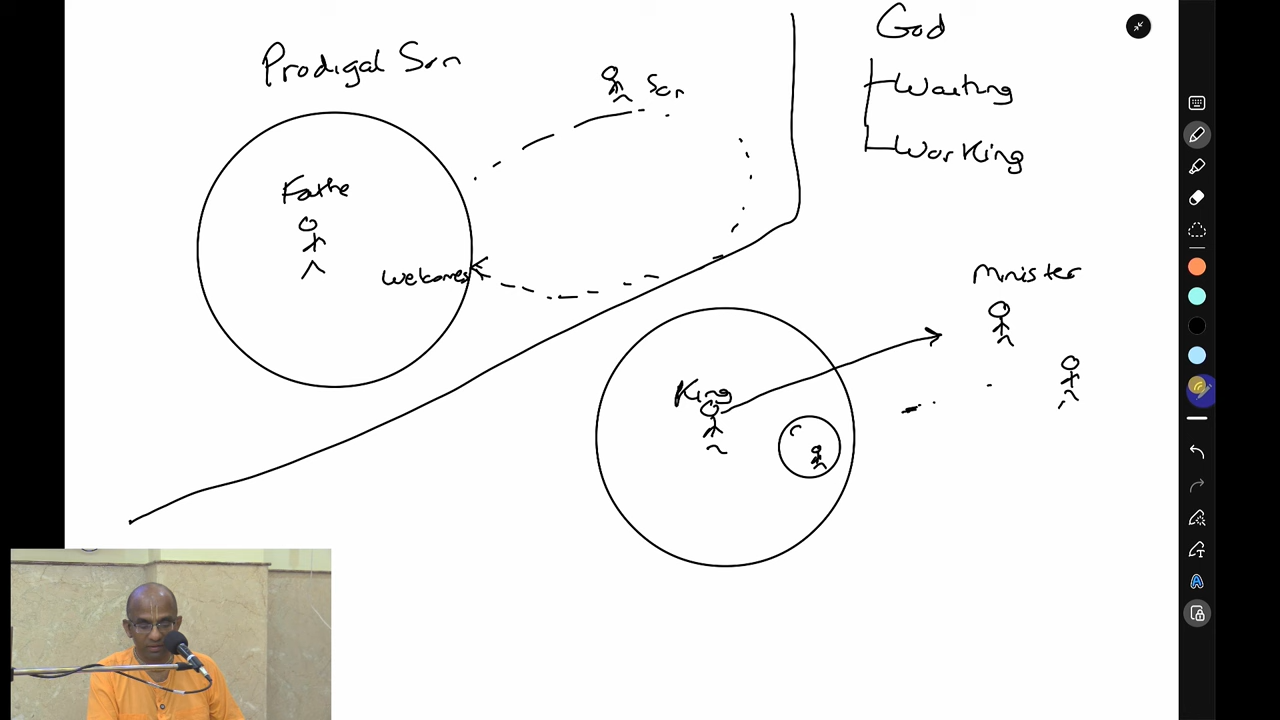 Prodigal Son
Son
Fathe
Welcomes
God
Waiting
Working
Minister
King